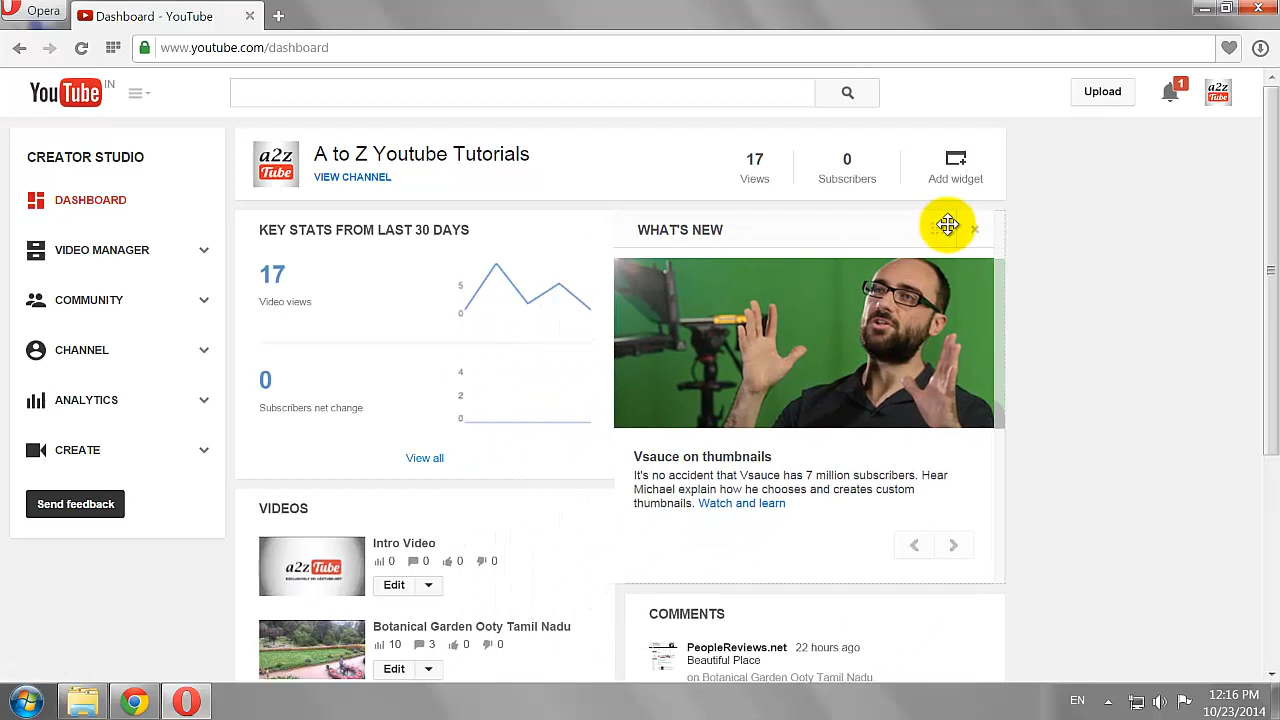 Opera
Dashboard - YouTube
www.youtube.com/dashboard
YouTube IN
Upload
1
a2z
Tube
CREATOR STUDIO
DASHBOARD
VIDEO MANAGER
COMMUNITY
CHANNEL
ANALYTICS
CREATE
Send feedback
a2z
Tube
A to Z Youtube Tutorials
VIEW CHANNEL
17
Views
0
Subscribers
Add widget
KEY STATS FROM LAST 30 DAYS
17
Video views
5
0
0
Subscribers net change
4
2
0
View all
VIDEOS
a2z Tube
Intro Video
0 0 0 0
Edit
Botanical Garden Ooty Tamil Nadu
10 3 0 0
Edit
WHAT'S NEW
Vsauce on thumbnails
It's no accident that Vsauce has 7 million subscribers. Hear
Michael explain how he chooses and creates custom
thumbnails. Watch and learn
COMMENTS
PeopleReviews.net 22 hours ago
Beautiful Place
on Botanical Garden Ooty Tamil Nadu
EN
12:16 PM
10/23/2014